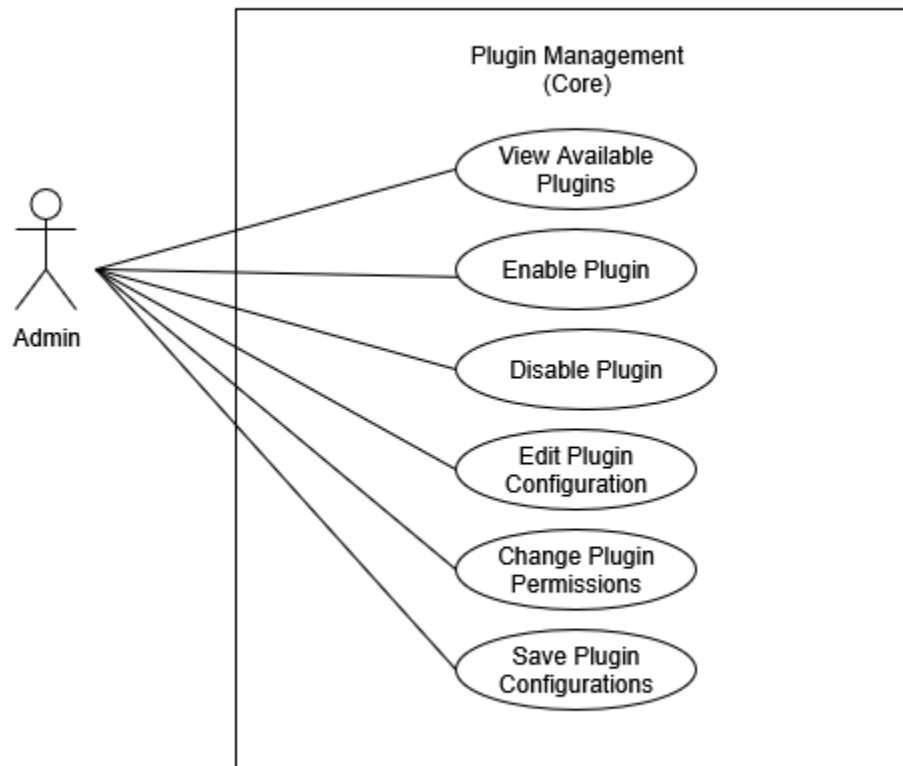 Plugin Management
(Core)
View Available
Plugins
Enable Plugin
Admin
Disable Plugin
Edit Plugin
Configuration
Change Plugin
Permissions
Save Plugin
Configurations